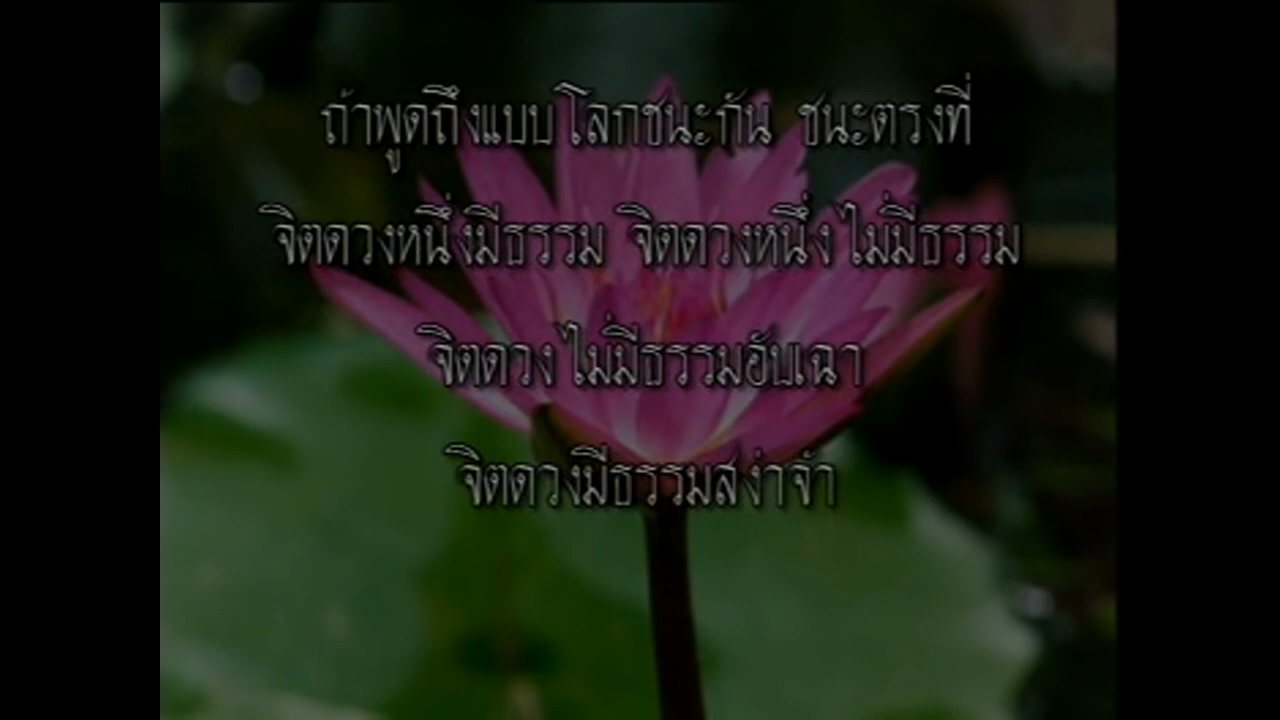 ถ้าพูดถึงแบบโลกชนะกัน ชนะตรงที่
จิตดวงหนึ่งมีธรรม จิตดวงหนึ่งไม่มีธรรม
จิตดวงไม่มีธรรมอับเฉา
จิตดวงมีธรรมสง่าจ้า